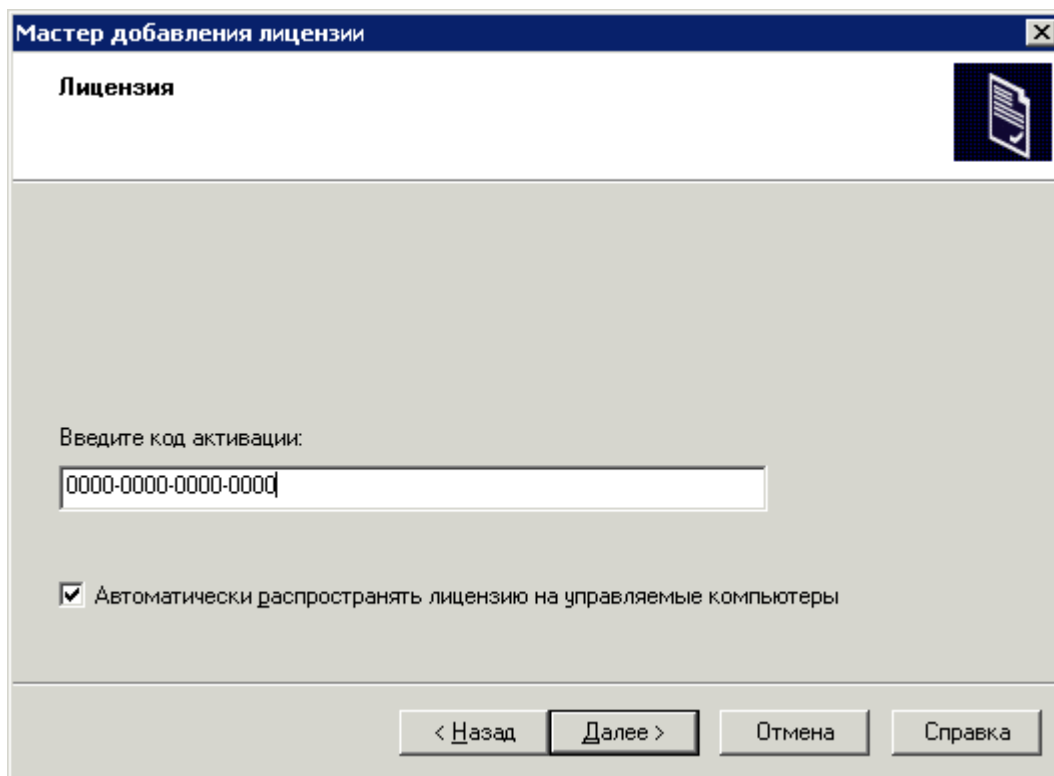 Мастер добавления лицензии
Лицензия
Введите код активации:
0000-0000-0000-0000
Автоматически распространять лицензию на управляемые компьютеры
< Назад Далее > Отмена Справка